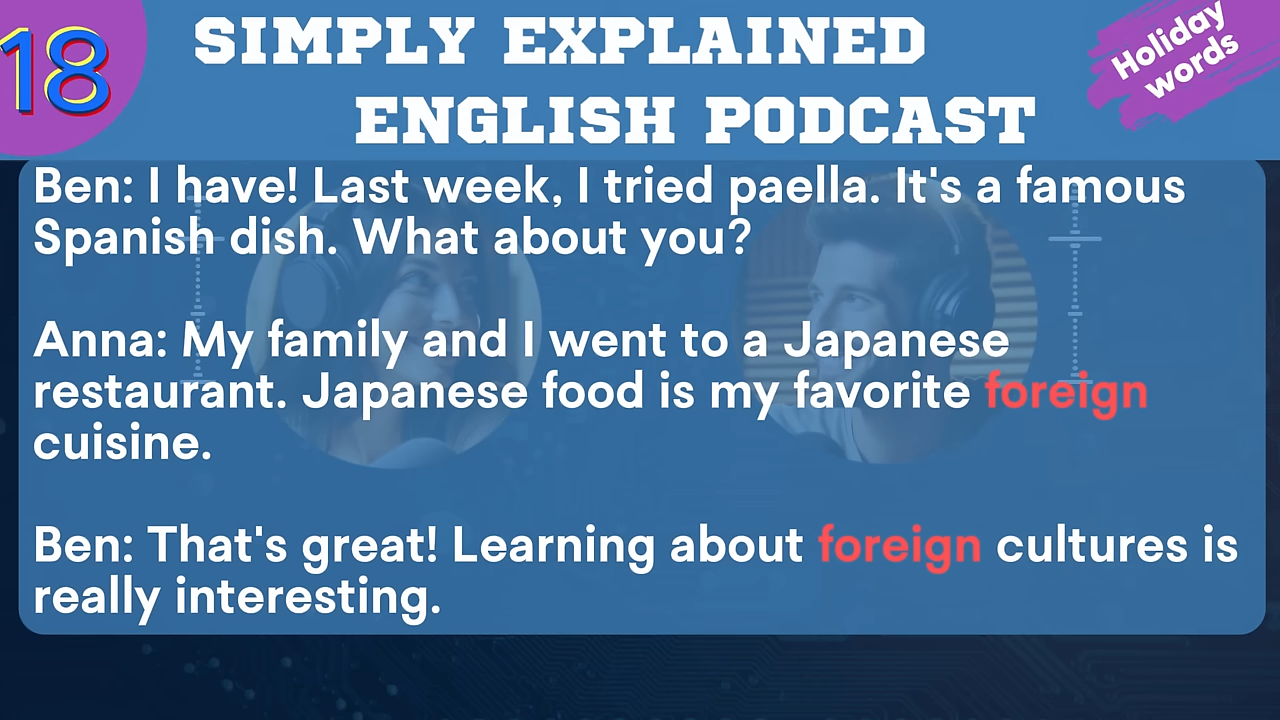 18
SIMPLY EXPLAINED
ENGLISH PODCAST
Holiday
words
Ben: I have! Last week, I tried paella. It's a famous
Spanish dish. What about you?
Anna: My family and I went to a Japanese
restaurant. Japanese food is my favorite foreign
cuisine.
Ben: That's great! Learning about foreign cultures is
really interesting.